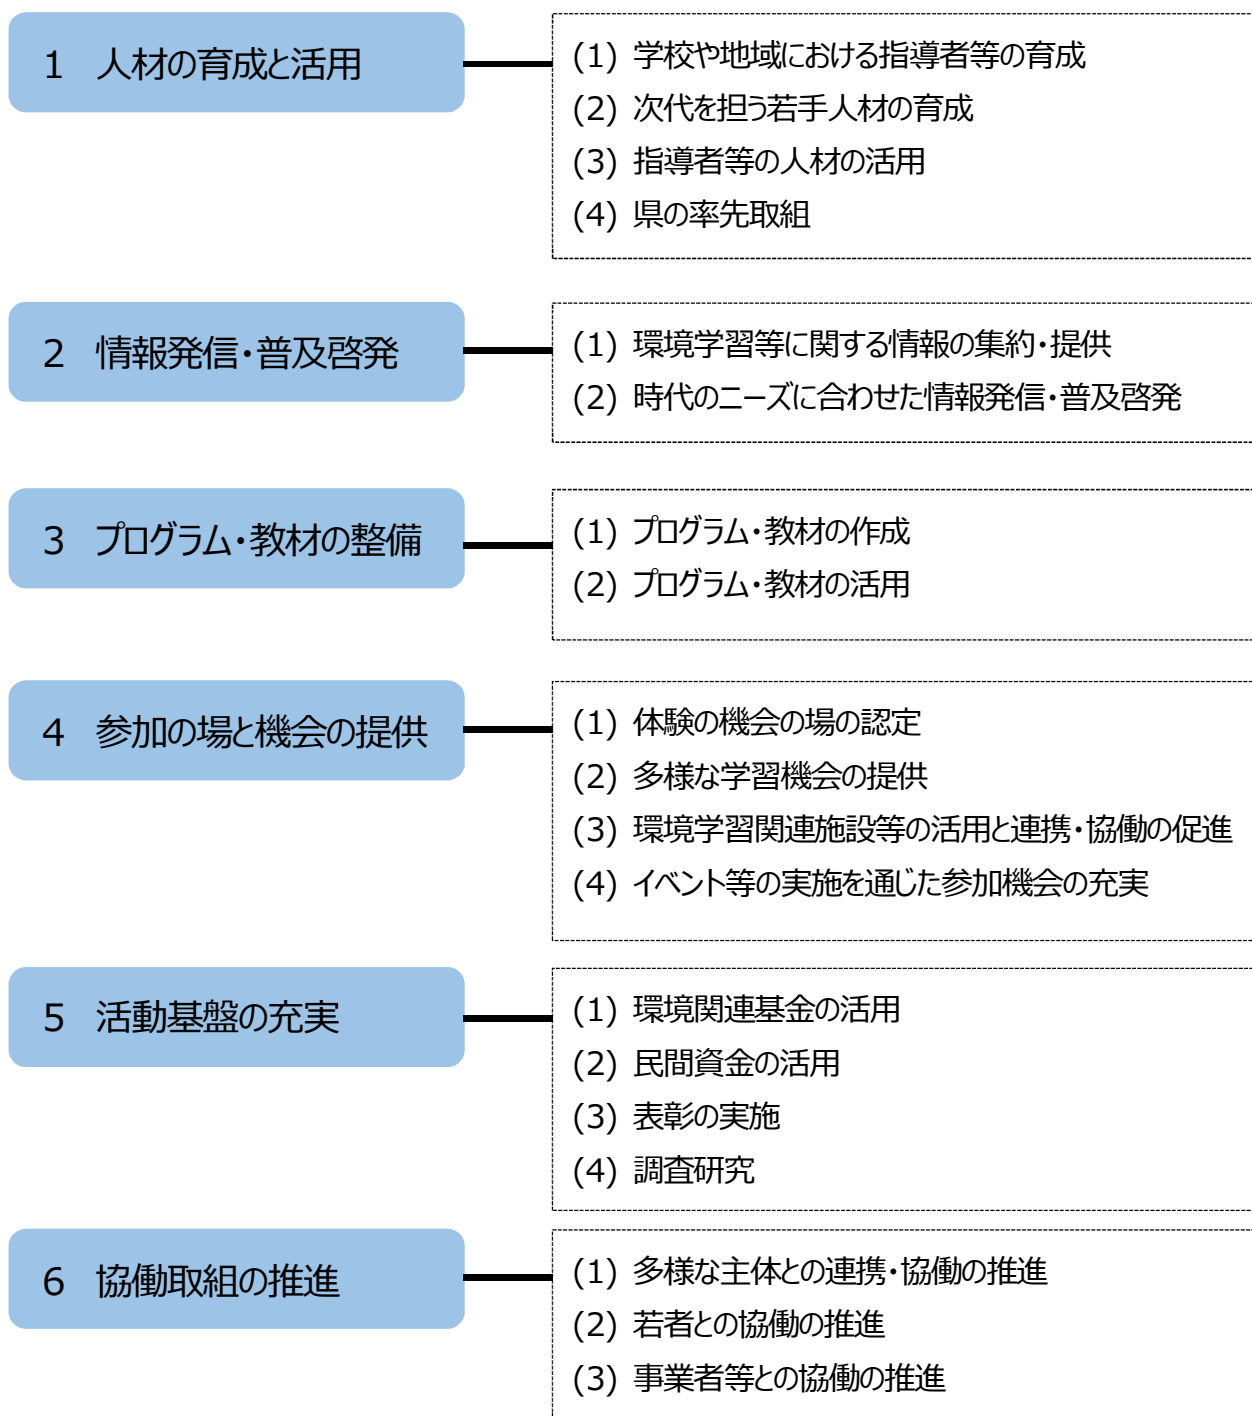 1 人材の育成と活用
(1) 学校や地域における指導者等の育成
(2) 次代を担う若手人材の育成
(3) 指導者等の人材の活用
(4) 県の率先取組
2 情報発信・普及啓発
(1) 環境学習等に関する情報の集約・提供
(2) 時代のニーズに合わせた情報発信・普及啓発
3 プログラム・教材の整備
(1) プログラム・教材の作成
(2) プログラム・教材の活用
4 参加の場と機会の提供
(1) 体験の機会の場の認定
(2) 多様な学習機会の提供
(3) 環境学習関連施設等の活用と連携・協働の促進
(4) イベント等の実施を通じた参加機会の充実
5 活動基盤の充実
(1) 環境関連基金の活用
(2) 民間資金の活用
(3) 表彰の実施
(4) 調査研究
6 協働取組の推進
(1) 多様な主体との連携・協働の推進
(2) 若者との協働の推進
(3) 事業者等との協働の推進